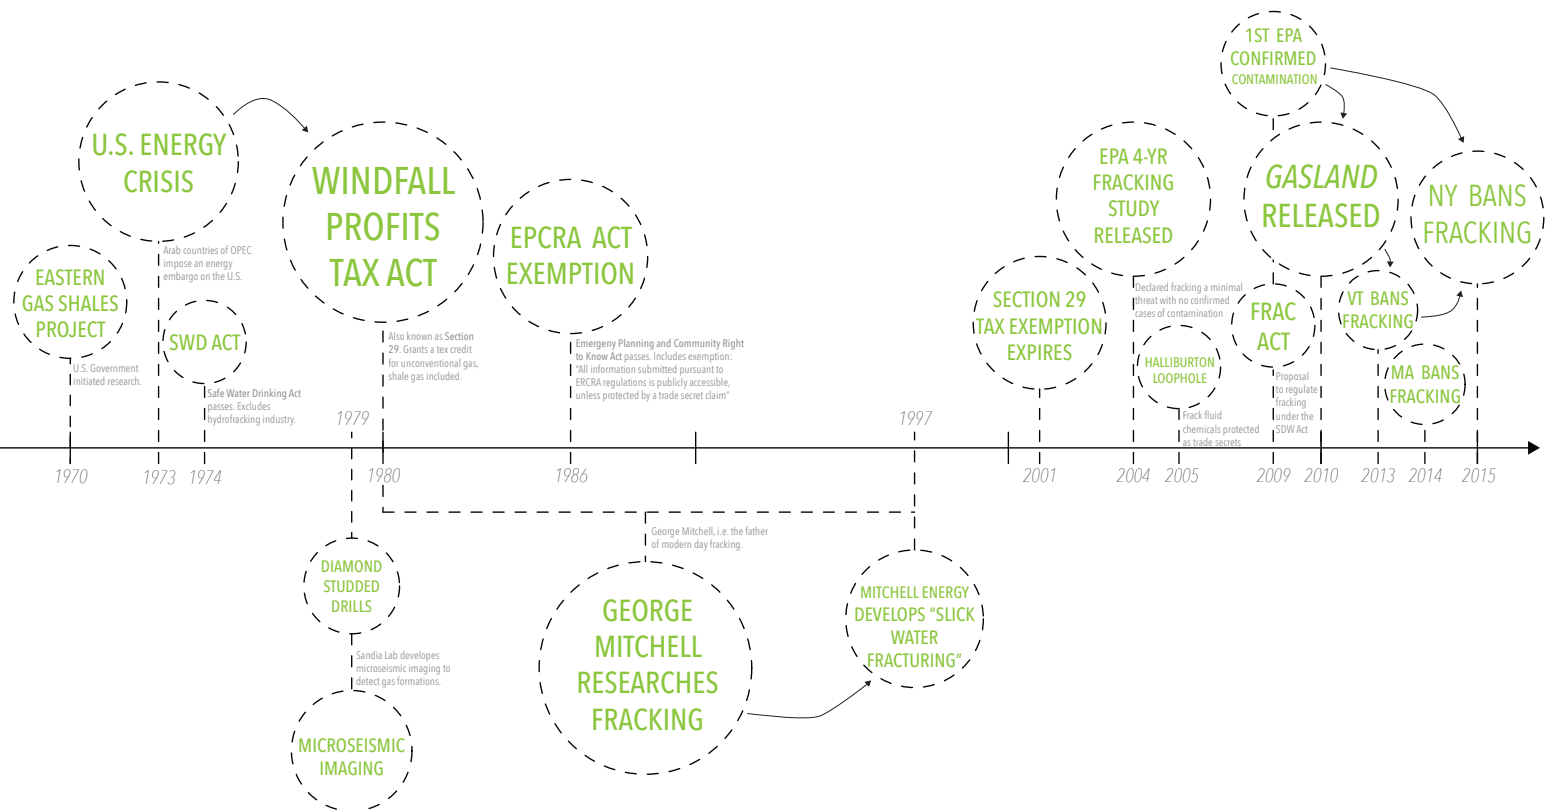 1ST EPA
CONFIRMED
CONTAMINATION
U.S. ENERGY
CRISIS
Arab countries of OPEC
impose an energy
embargo on the U.S.
WINDFALL
PROFITS
TAX ACT
Also known as Section
29. Grants a tex credit
for unconventional gas,
shale gas included.
EPCRA ACT
EXEMPTION
Emergeny Planning and Community Right
to Know Act passes. Includes exemption:
“All information submitted pursuant to
ERCRA regulations is publicly accessible,
unless protected by a trade secret claim”
EASTERN
GAS SHALES
PROJECT
U.S. Government
initiated research.
SWD ACT
Safe Water Drinking Act
passes. Excludes
hydrofracking industry.
EPA 4-YR
FRACKING
STUDY
RELEASED
Declared fracking a minimal
threat with no confirmed
cases of contamination
GASLAND
RELEASED
NY BANS
FRACKING
SECTION 29
TAX EXEMPTION
EXPIRES
HALLIBURTON
LOOPHOLE
Frack fluid
chemicals protected
as trade secrets
FRAC
ACT
Proposal
to regulate
fracking
under the
SDW Act
VT BANS
FRACKING
MA BANS
FRACKING
1979
1997
1970
1973
1974
1980
1986
2001
2004
2005
2009
2010
2013
2014
2015
DIAMOND
STUDDED
DRILLS
Sandia Lab developes
microseismic imaging to
detect gas formations.
MICROSEISMIC
IMAGING
George Mitchell, i.e. the father
of modern day fracking.
GEORGE
MITCHELL
RESEARCHES
FRACKING
MITCHELL ENERGY
DEVELOPS “SLICK
WATER
FRACTURING”